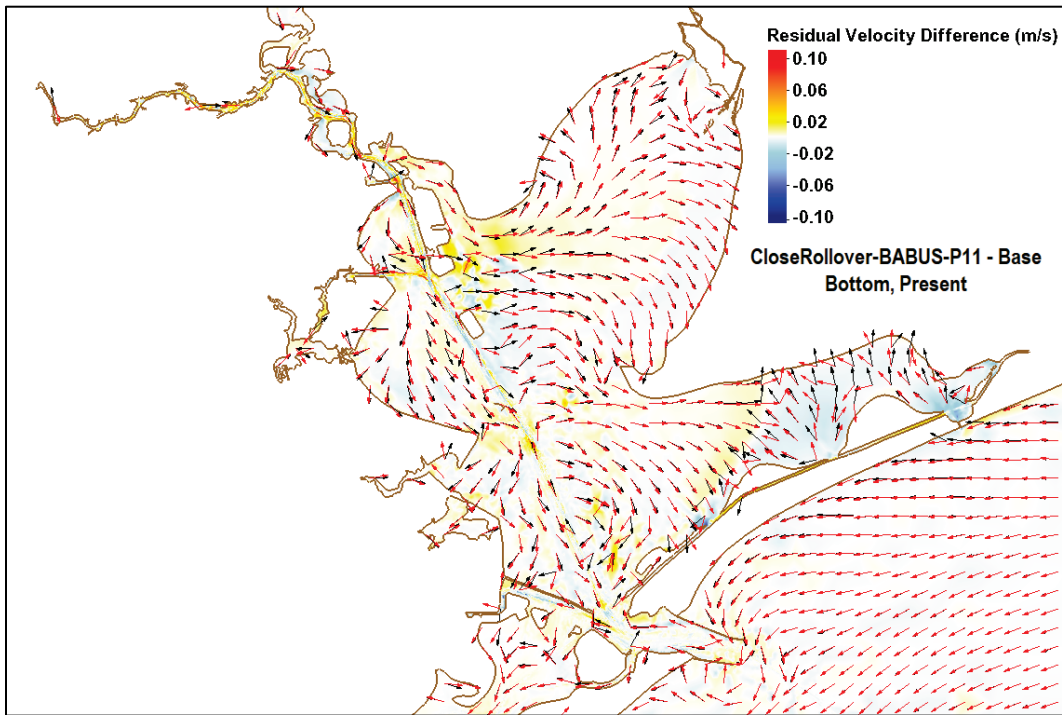 Residual Velocity Difference (m/s)
0.10
0.06
0.02
-0.02
-0.06
-0.10
CloseRollover-BABUS-P11 - Base
Bottom, Present